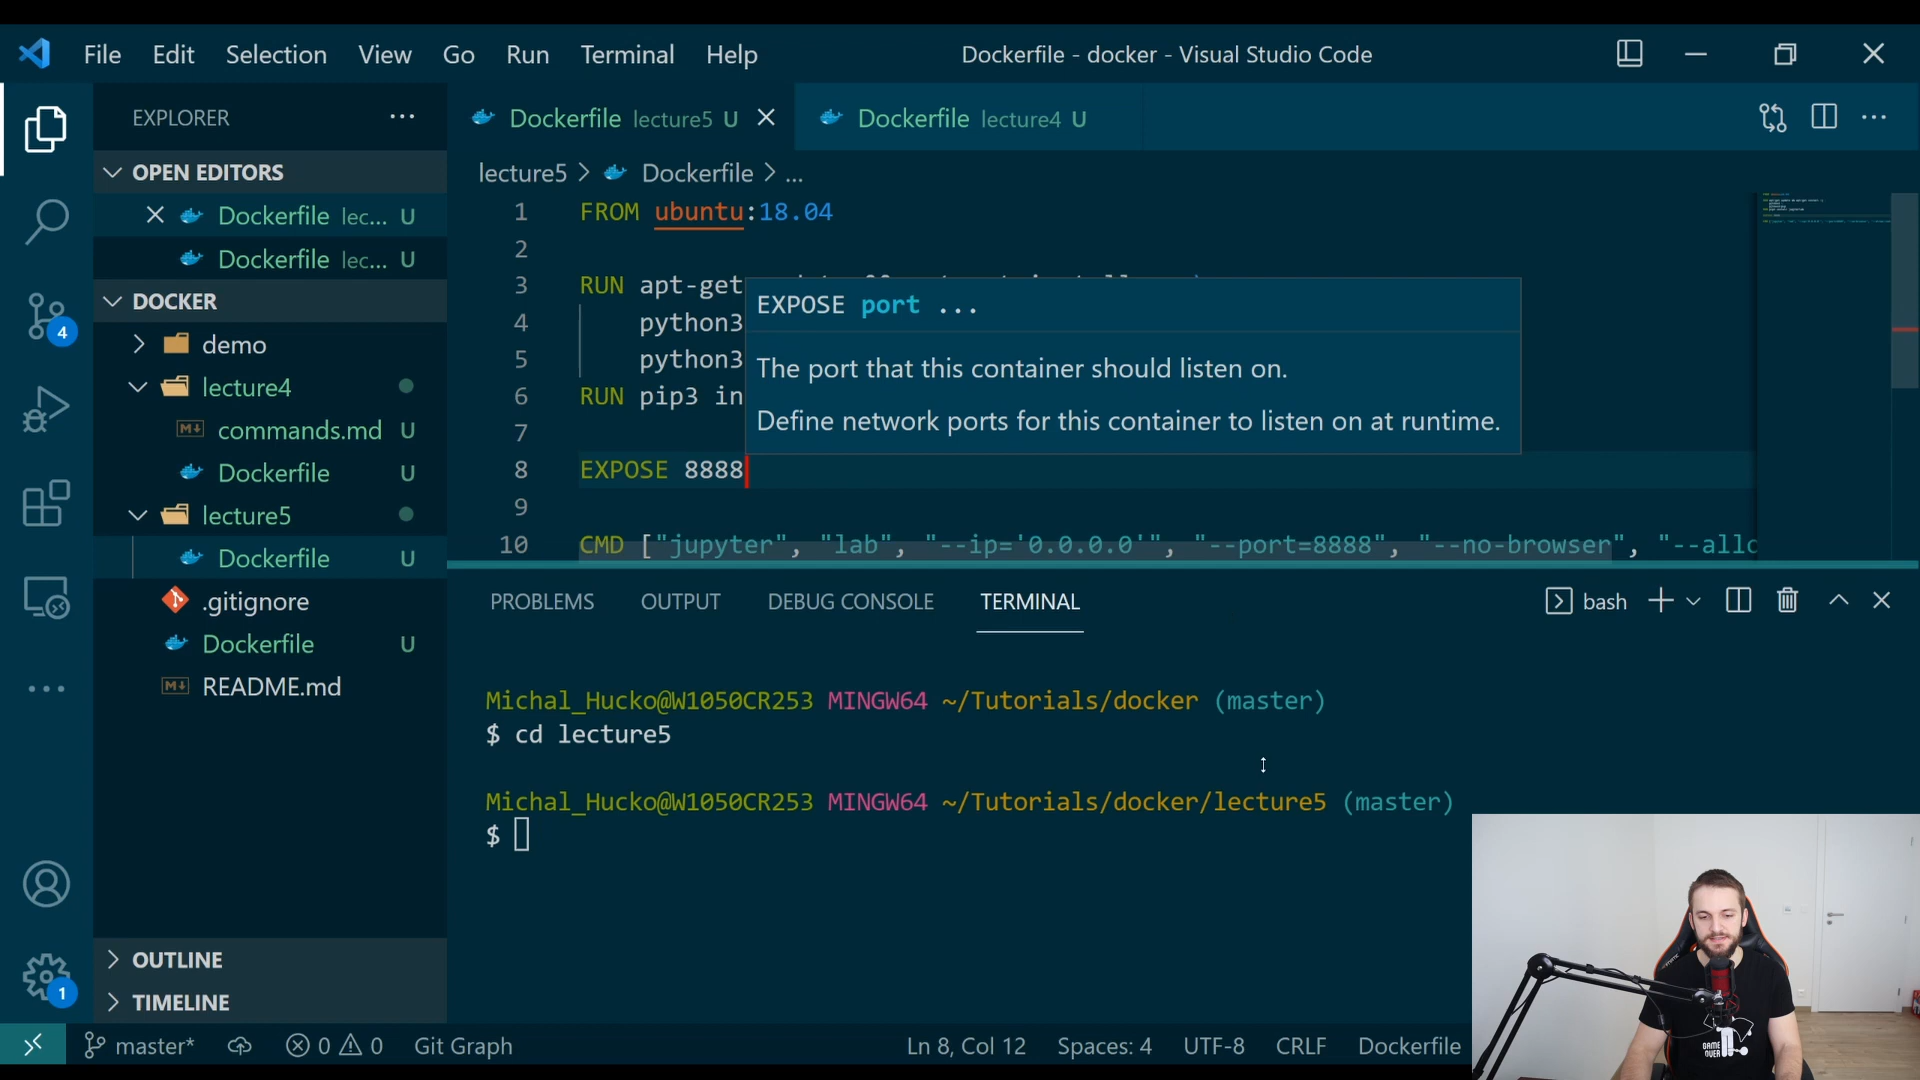 File Edit Selection View Go Run Terminal Help
Dockerfile - docker - Visual Studio Code
EXPLORER
OPEN EDITORS
Dockerfile lec... U
Dockerfile lec... U
DOCKER
demo
lecture4
commands.md U
Dockerfile U
lecture5
Dockerfile U
.gitignore
Dockerfile U
README.md
OUTLINE
TIMELINE
4
1
Dockerfile lecture5 U
Dockerfile lecture4 U
lecture5 > Dockerfile > ...
1 FROM ubuntu:18.04
2
3 RUN apt-get
4 python3
5 python3
6 RUN pip3 in
7
8 EXPOSE 8888
9
10 CMD ["jupyter", "lab", "--ip='0.0.0.0'", "--port=8888", "--no-browser", "--allo
EXPOSE port ...
The port that this container should listen on.
Define network ports for this container to listen on at runtime.
PROBLEMS OUTPUT DEBUG CONSOLE TERMINAL
bash
Michal_Hucko@W1050CR253 MINGW64 ~/Tutorials/docker (master)
$ cd lecture5
Michal_Hucko@W1050CR253 MINGW64 ~/Tutorials/docker/lecture5 (master)
$
GAME
OVER
master* 0 0 Git Graph
Ln 8, Col 12 Spaces: 4 UTF-8 CRLF Dockerfile